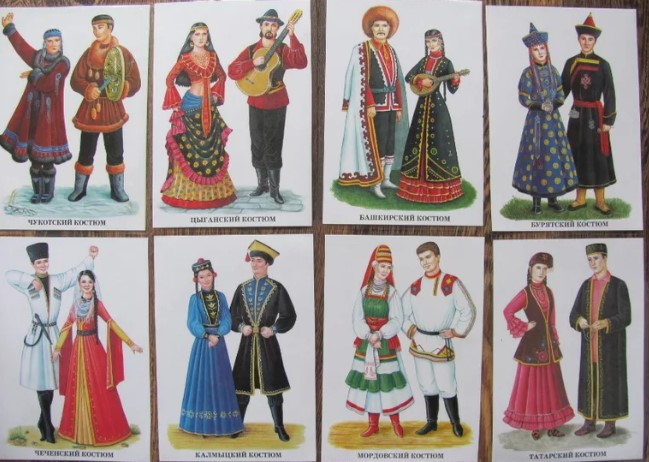 ЧУКОТСКИЙ КОСТЮМ
ЦЫГАНСКИЙ КОСТЮМ
БАШКИРСКИЙ КОСТЮМ
БУРЯТСКИЙ КОСТЮМ
ЧЕЧЕНСКИЙ КОСТЮМ
КАЛМЫЦКИЙ КОСТЮМ
МОРДОВСКИЙ КОСТЮМ
ТАТАРСКИЙ КОСТЮМ